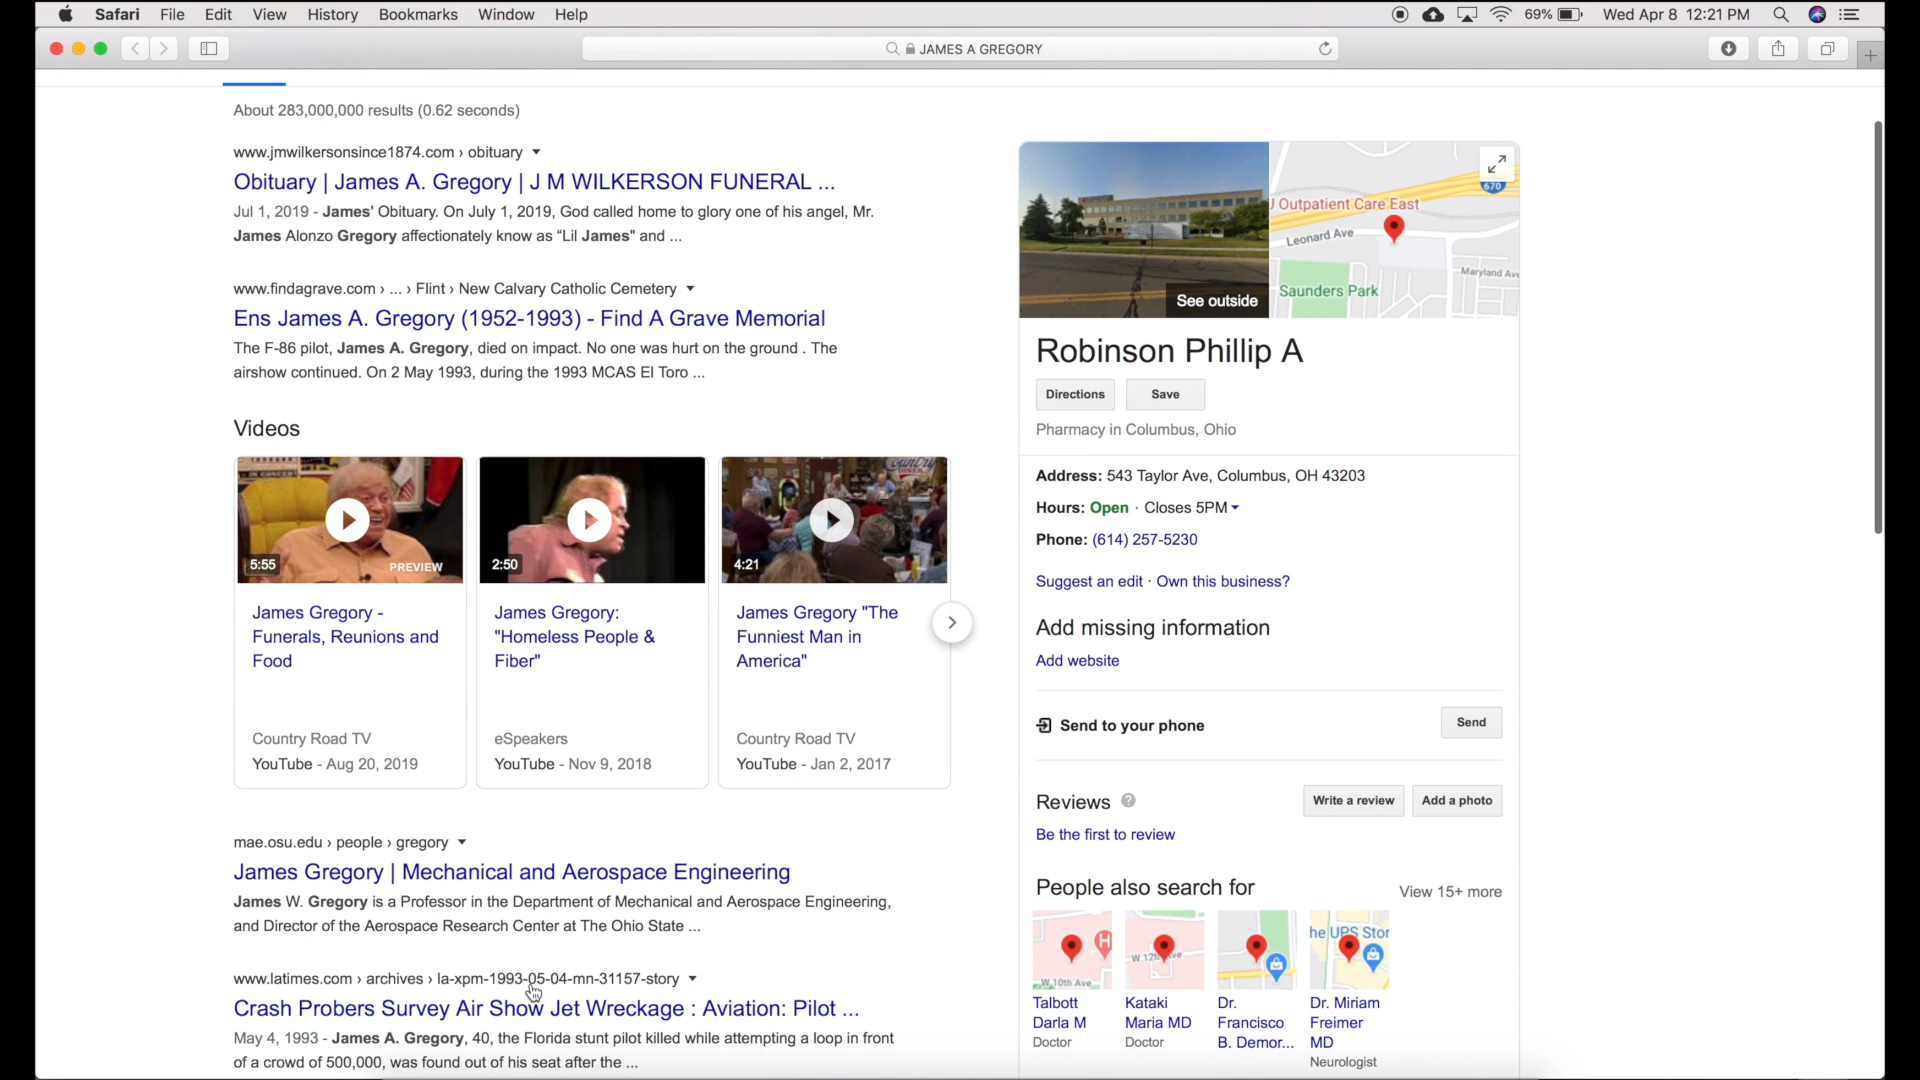 Safari File Edit View History Bookmarks Window Help 69% Wed Apr 8 12:21 PM
JAMES A GREGORY
About 283,000,000 results (0.62 seconds)
www.jmwilkersonsince1874.com › obituary
Obituary | James A. Gregory | J M WILKERSON FUNERAL ...
Jul 1, 2019 - James' Obituary. On July 1, 2019, God called home to glory one of his angel, Mr.
James Alonzo Gregory affectionately know as “Lil James" and ...
www.findagrave.com › ... › Flint › New Calvary Catholic Cemetery
Ens James A. Gregory (1952-1993) - Find A Grave Memorial
The F-86 pilot, James A. Gregory, died on impact. No one was hurt on the ground . The
airshow continued. On 2 May 1993, during the 1993 MCAS El Toro ...
Videos
5:55 PREVIEW
James Gregory -
Funerals, Reunions and
Food
Country Road TV
YouTube - Aug 20, 2019
2:50
James Gregory:
"Homeless People &
Fiber"
eSpeakers
YouTube - Nov 9, 2018
4:21
James Gregory "The
Funniest Man in
America"
Country Road TV
YouTube - Jan 2, 2017
mae.osu.edu › people › gregory
James Gregory | Mechanical and Aerospace Engineering
James W. Gregory is a Professor in the Department of Mechanical and Aerospace Engineering,
and Director of the Aerospace Research Center at The Ohio State ...
www.latimes.com › archives › la-xpm-1993-05-04-mn-31157-story
Crash Probers Survey Air Show Jet Wreckage : Aviation: Pilot ...
May 4, 1993 - James A. Gregory, 40, the Florida stunt pilot killed while attempting a loop in front
of a crowd of 500,000, was found out of his seat after the ...
See outside
670
Outpatient Care East
Leonard Ave
Maryland Ave
Saunders Park
Robinson Phillip A
Directions Save
Pharmacy in Columbus, Ohio
Address: 543 Taylor Ave, Columbus, OH 43203
Hours: Open · Closes 5PM
Phone: (614) 257-5230
Suggest an edit · Own this business?
Add missing information
Add website
Send to your phone Send
Reviews ? Write a review Add a photo
Be the first to review
People also search for View 15+ more
H
W 10th Ave
Talbott
Darla M
Doctor
W 12th Ave
Kataki
Maria MD
Doctor
Dr.
Francisco
B. Demor...
he UPS Stor
Dr. Miriam
Freimer
MD
Neurologist